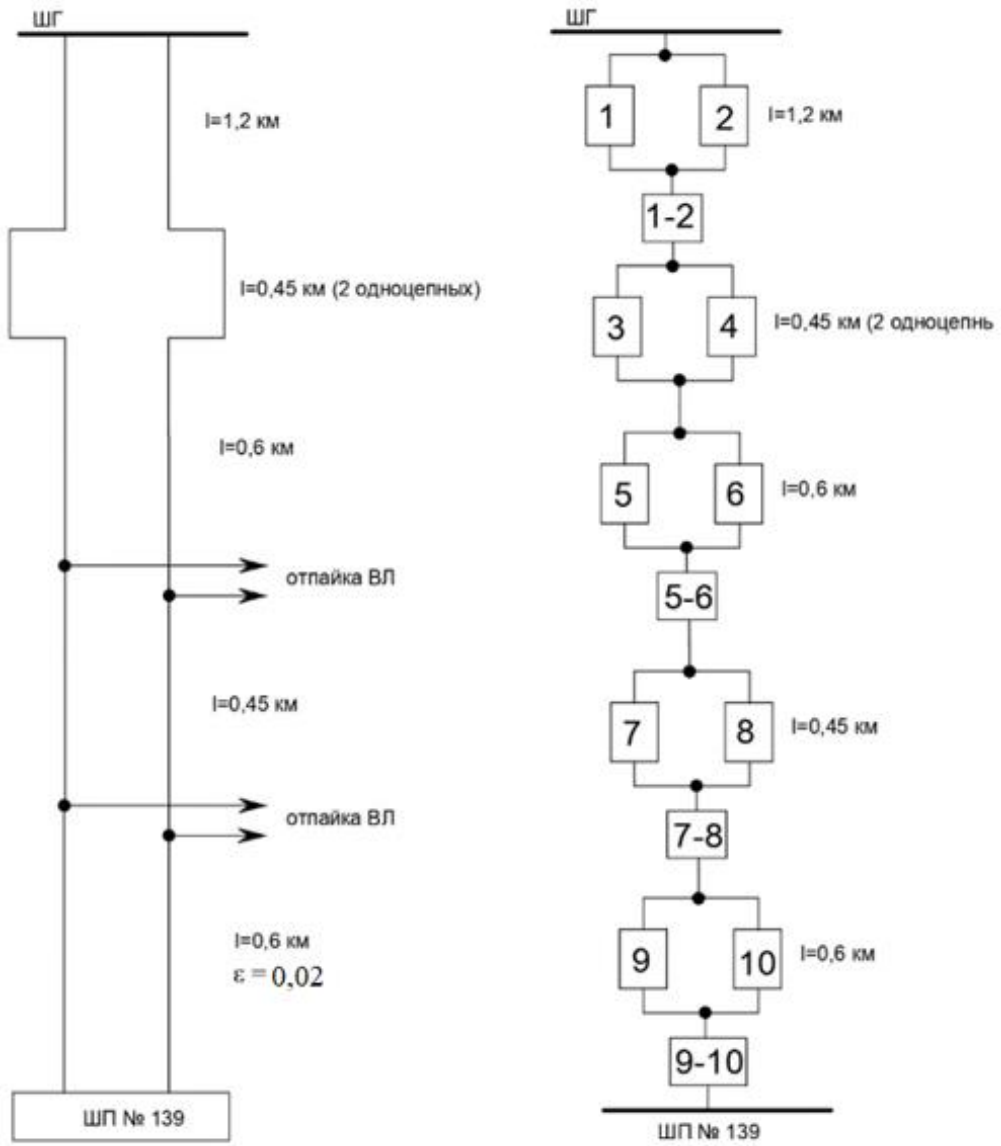 ШГ
l=1,2 км
l=0,45 км (2 одноцепных)
l=0,6 км
отпайка ВЛ
l=0,45 км
отпайка ВЛ
l=0,6 км
ε = 0,02
ШП № 139
ШГ
1
2
l=1,2 км
1-2
3
4
l=0,45 км (2 одноцепнь
5
6
l=0,6 км
5-6
7
8
l=0,45 км
7-8
9
10
l=0,6 км
9-10
ШП № 139